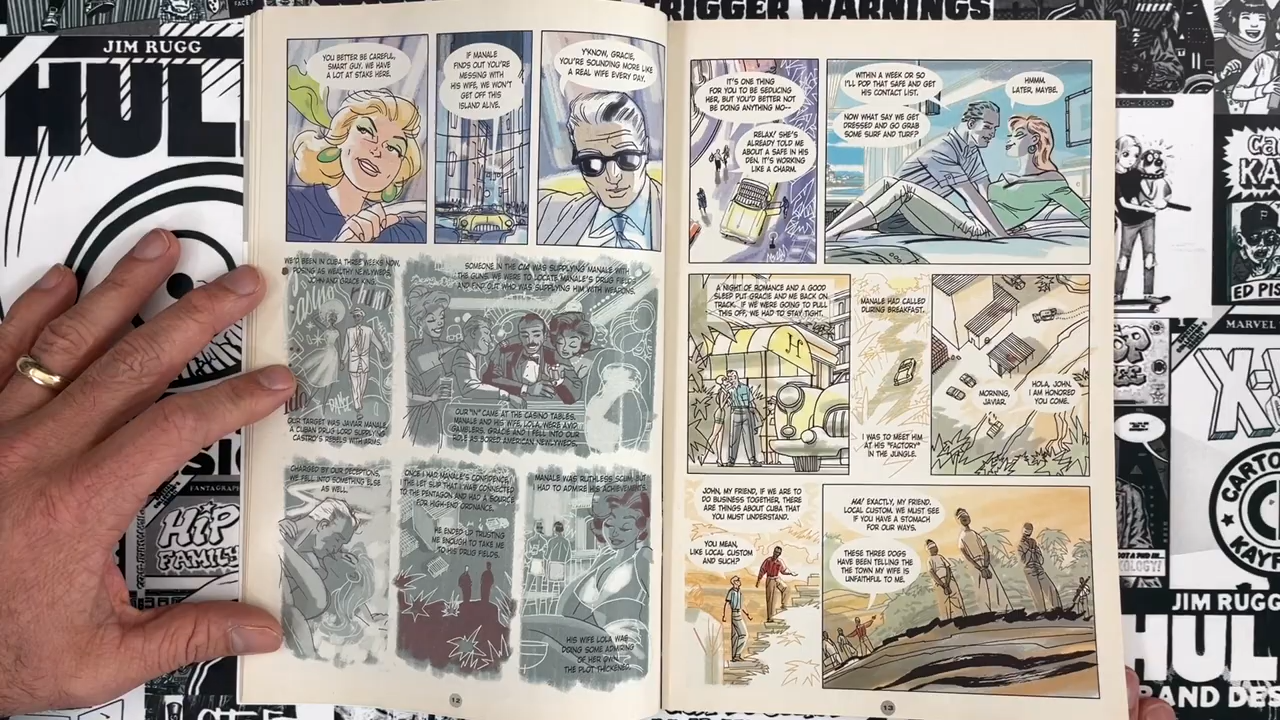 TRIGGER WARNINGS
JIM RUGG
YOU BETTER BE CAREFUL,
SMART GUY. WE HAVE
A LOT AT STAKE HERE.
IF MANALE
FINDS OUT YOU'RE
MESSING WITH
HIS WIFE, WE WON'T
GET OFF THIS
ISLAND ALIVE.
Y'KNOW, GRACIE,
YOU'RE SOUNDING MORE LIKE
A REAL WIFE EVERY DAY.
WE'D BEEN IN CUBA THREE WEEKS NOW,
POSING AS WEALTHY NEWLYWEDS,
JOHN AND GRACE KING.
OUR TARGET WAS JAVIAR MANALE,
A CUBAN DRUG LORD SUPPLYING
CASTRO'S REBELS WITH ARMS.
SOMEONE IN THE CIA WAS SUPPLYING MANALE WITH
THE GUNS. WE WERE TO LOCATE MANALE'S DRUG FIELDS
AND FIND OUT WHO WAS SUPPLYING HIM WITH WEAPONS.
OUR "IN" CAME AT THE CASINO TABLES.
MANALE AND HIS WIFE, LOLA, WERE AVID
GAMBLERS. GRACIE AND I FELL INTO OUR
ROLE AS BORED AMERICAN NEWLYWEDS.
CHARGED BY OUR DECEPTIONS,
WE FELL INTO SOMETHING ELSE
AS WELL.
ONCE I HAD MANALE'S CONFIDENCE,
I LET SLIP THAT I WAS CONNECTED
TO THE PENTAGON AND HAD A SOURCE
FOR HIGH-END ORDNANCE.
HE ENDED UP TRUSTING
ME ENOUGH TO TAKE ME
TO HIS DRUG FIELDS.
MANALE WAS RUTHLESS SCUM, BUT
I HAD TO ADMIRE HIS ACHIEVEMENTS.
HIS WIFE LOLA WAS
DOING SOME ADMIRING
OF HER OWN.
THE PLOT THICKENED.
12
IT'S ONE THING
FOR YOU TO BE SEDUCING
HER, BUT YOU'D BETTER NOT
BE DOING ANYTHING MO--
RELAX! SHE'S
ALREADY TOLD ME
ABOUT A SAFE IN HIS
DEN. IT'S WORKING
LIKE A CHARM.
WITHIN A WEEK OR SO
I'LL POP THAT SAFE AND GET
HIS CONTACT LIST.
NOW WHAT SAY WE GET
DRESSED AND GO GRAB
SOME SURF AND TURF?
HMMM.
LATER, MAYBE.
A NIGHT OF ROMANCE AND A GOOD
SLEEP PUT GRACIE AND ME BACK ON
TRACK. IF WE WERE GOING TO PULL
THIS OFF, WE HAD TO STAY TIGHT.
H
MANALE HAD CALLED
DURING BREAKFAST.
I WAS TO MEET HIM
AT HIS "FACTORY"
IN THE JUNGLE.
MORNING,
JAVIAR.
HOLA, JOHN.
I AM HONORED
YOU COME.
JOHN, MY FRIEND, IF WE ARE TO
DO BUSINESS TOGETHER, THERE
ARE THINGS ABOUT CUBA THAT
YOU MUST UNDERSTAND.
YOU MEAN,
LIKE LOCAL CUSTOM
AND SUCH?
HA! EXACTLY, MY FRIEND.
LOCAL CUSTOM. WE MUST SEE
IF YOU HAVE A STOMACH
FOR OUR WAYS.
THESE THREE DOGS
HAVE BEEN TELLING THE
THE TOWN MY WIFE IS
UNFAITHFUL TO ME.
13
HUL
FANTAGRAPH
HiP
FAMILY
ED PIS
MARVEL
CARTO
KAYF
JIM RUGG
HUL
RAND DES